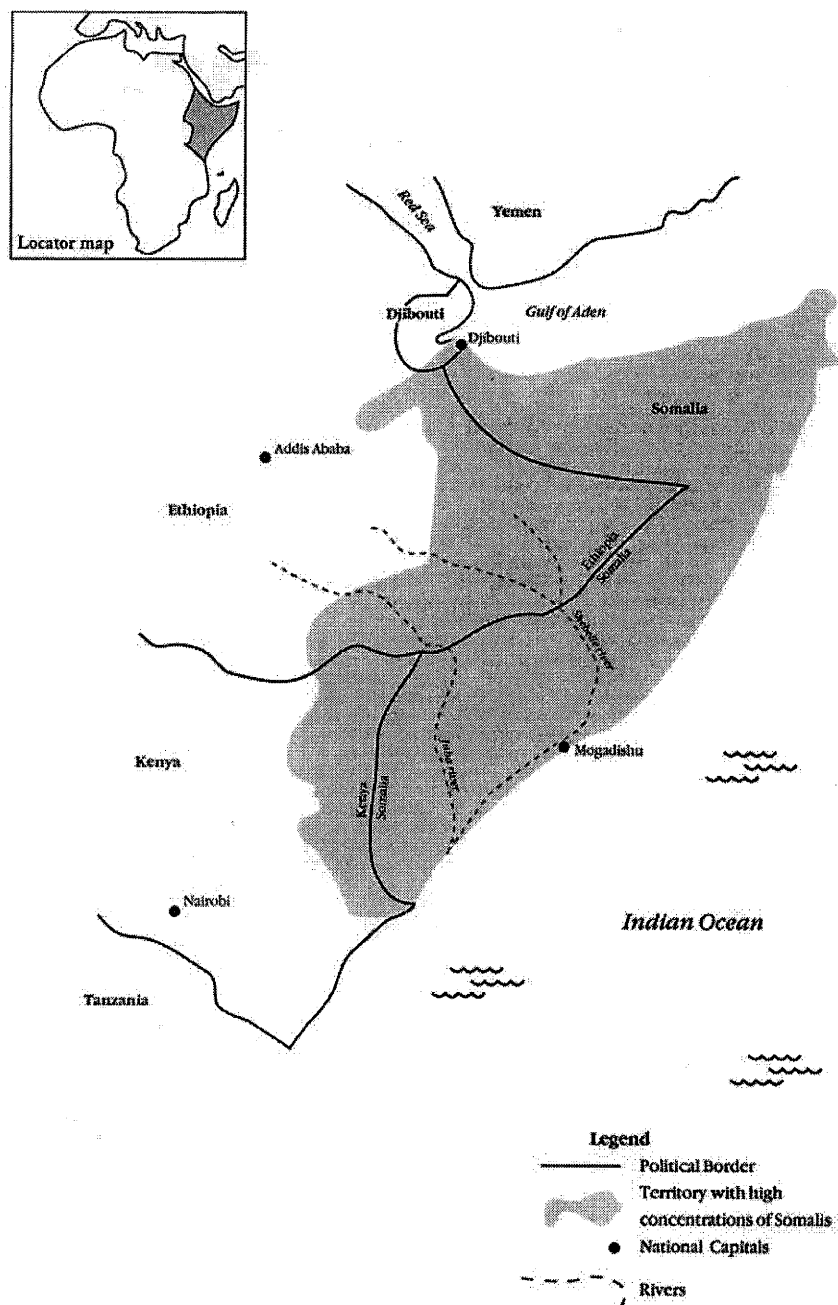 Locator map
Red Sea
Yemen
Djibouti
Gulf of Aden
Djibouti
Somalia
Addis Ababa
Ethiopia
Ethiopia
Somalia
Shebelle river
Juba river
Kenya
Kenya
Somalia
Mogadishu
Nairobi
Indian Ocean
Tanzania
Legend
Political Border
Territory with high
concentrations of Somalis
National Capitals
Rivers